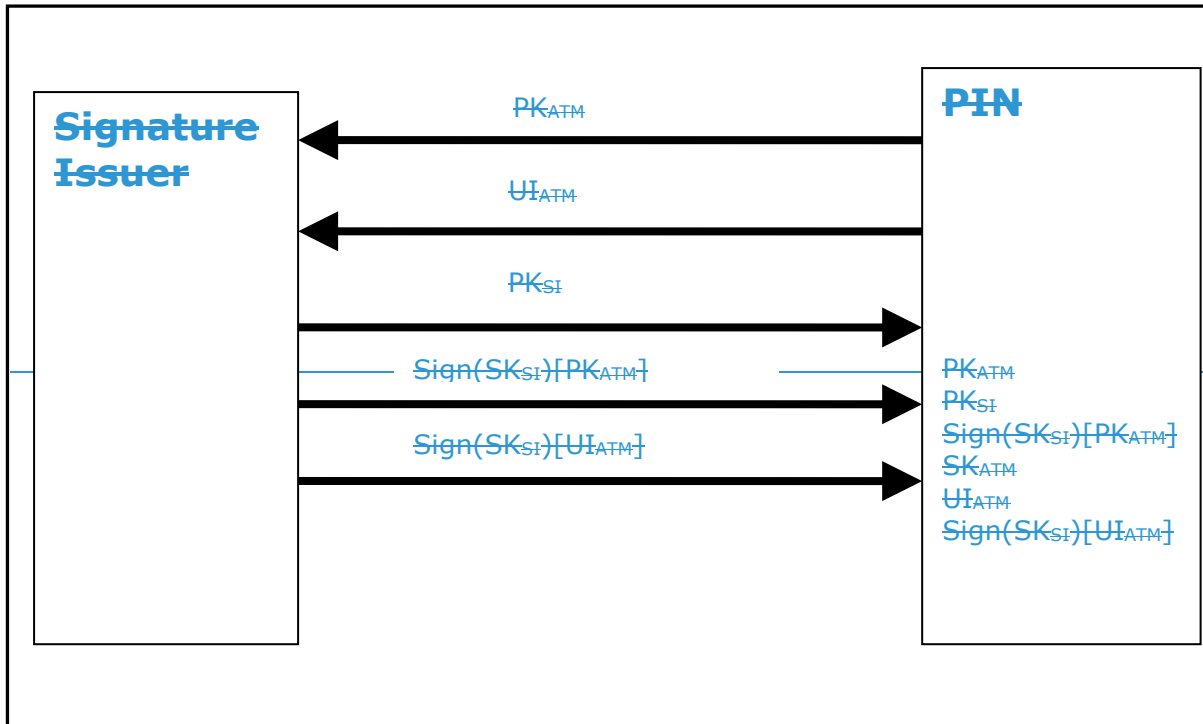 Signature
Issuer
PIN
PKATM
UIATM
PKSI
Sign(SKSI)[PKATM]
Sign(SKSI)[UIATM]
PKATM
PKSI
Sign(SKSI)[PKATM]
SKATM
UIATM
Sign(SKSI)[UIATM]